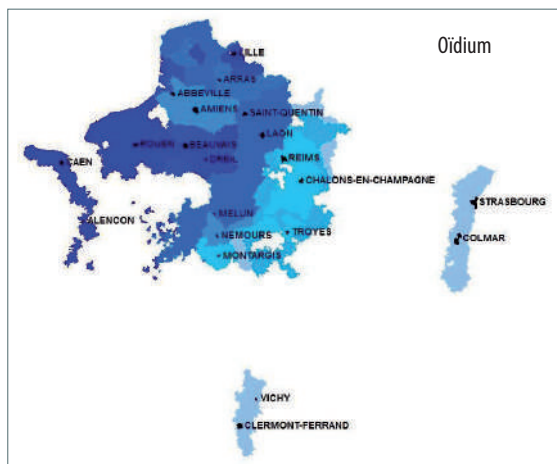 Oïdium
LILLE
ARRAS
ABBEVILLE
AMIENS
SAINT-QUENTIN
LAON
ROUEN
BEAUVAIS
CREIL
REIMS
CAEN
CHALONS-EN-CHAMPAGNE
STRASBOURG
MELUN
ALENCON
NEMOURS
TROYES
COLMAR
MONTARGIS
VICHY
CLERMONT-FERRAND